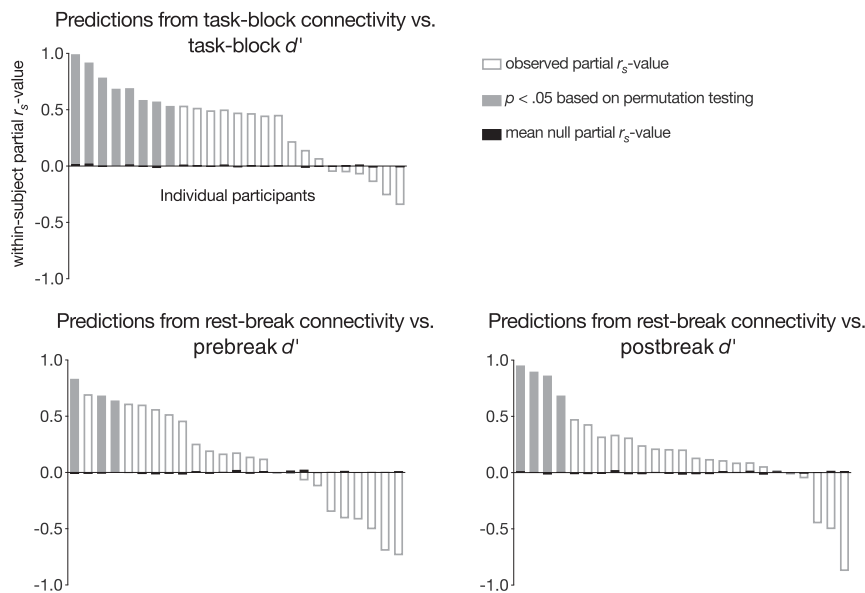 Predictions from task-block connectivity vs.
task-block d'
within-subject partial rs-value
1.0
0.5
0.0
-0.5
-1.0
Individual participants
observed partial rs-value
p < .05 based on permutation testing
mean null partial rs-value
Predictions from rest-break connectivity vs.
prebreak d'
1.0
0.5
0.0
-0.5
-1.0
Predictions from rest-break connectivity vs.
postbreak d'
1.0
0.5
0.0
-0.5
-1.0